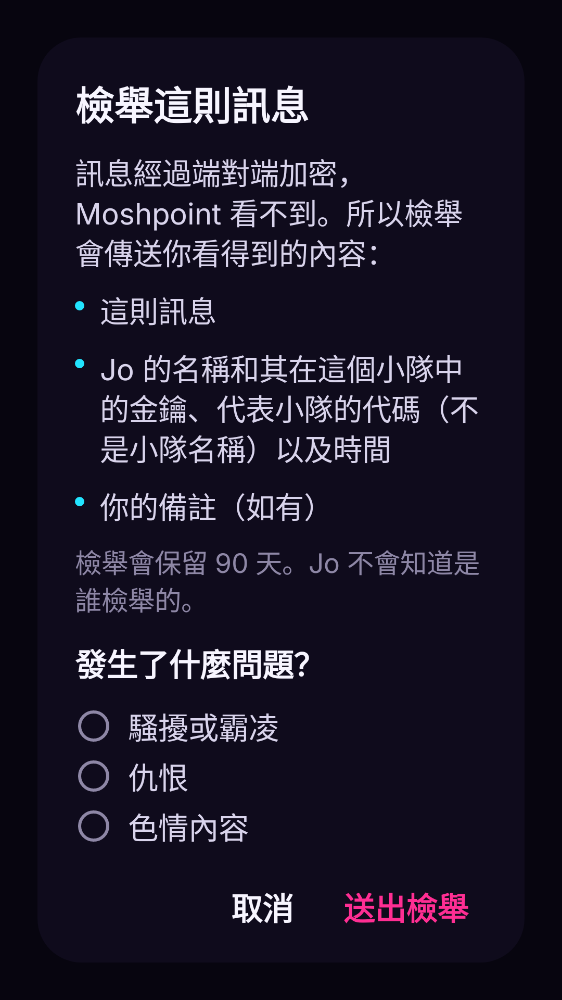 檢舉這則訊息
訊息經過端對端加密，
Moshpoint 看不到。所以檢舉
會傳送你看得到的內容：
這則訊息
Jo 的名稱和其在這個小隊中
的金鑰、代表小隊的代碼（不
是小隊名稱）以及時間
你的備註（如有）
檢舉會保留 90 天。Jo 不會知道是
誰檢舉的。
發生了什麼問題？
騷擾或霸凌
仇恨
色情內容
取消
送出檢舉